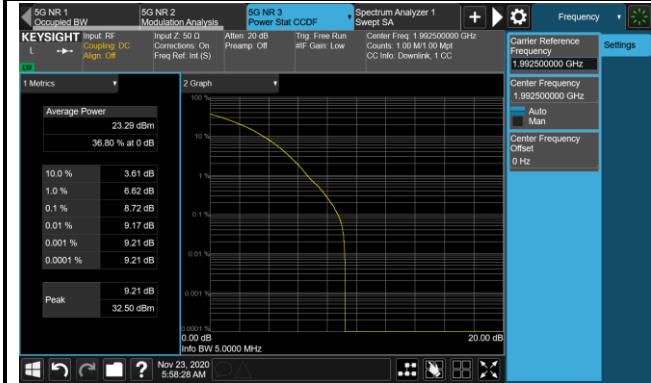 5G NR 1
Occupied BW
5G NR 2
Modulation Analysis
5G NR 3
Power Stat CCDF
Spectrum Analyzer 1
Swept SA
Frequency
KEYSIGHT
L
Input: RF
Coupling: DC
Align: Off
Input Z: 50 Ω
Corrections: On
Freq Ref: Int (S)
Atten: 20 dB
Preamp: Off
Trig: Free Run
#IF Gain: Low
Center Freq: 1.992500000 GHz
Counts: 1.00 M/1.00 Mpt
CC Info: Downlink, 1 CC
Carrier Reference
Frequency
1.992500000 GHz
Settings
Center Frequency
1.992500000 GHz
Auto
Man
Center Frequency
Offset
0 Hz
1 Metrics
Average Power
23.29 dBm
36.80 % at 0 dB
10.0 % 3.61 dB
1.0 % 6.62 dB
0.1 % 8.72 dB
0.01 % 9.17 dB
0.001 % 9.21 dB
0.0001 % 9.21 dB
Peak
9.21 dB
32.50 dBm
2 Graph
100 %
10 %
1 %
0.1 %
0.01 %
0.001 %
0.0001 %
0.00 dB
20.00 dB
Info BW 5.0000 MHz
?
Nov 23, 2020
5:58:28 AM